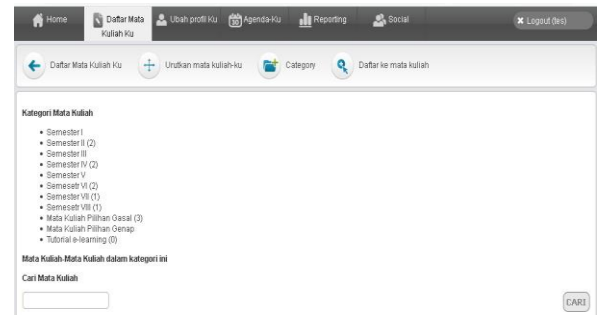 Home
Daftar Mata Kuliah Ku
Ubah profil Ku
Agenda-Ku
Reporting
Social
Logout (tes)
Daftar Mata Kuliah Ku
Urutkan mata kuliah-ku
Category
Daftar ke mata kuliah
Kategori Mata Kuliah
Semester I
Semester II (2)
Semester III
Semester IV (2)
Semester V
Semesetr VI (2)
Semester VII (1)
Semesetr VIII (1)
Mata Kuliah Pilihan Gasal (3)
Mata Kuliah Pilihan Genap
Tutorial e-learning (0)
Mata Kuliah-Mata Kuliah dalam kategori ini
Cari Mata Kuliah
CARI